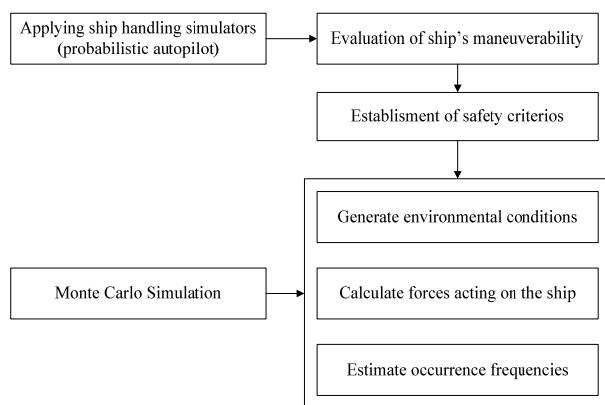 Applying ship handling simulators
(probabilistic autopilot)
Evaluation of ship's maneuverability
Establisment of safety criterios
Generate environmental conditions
Monte Carlo Simulation
Calculate forces acting on the ship
Estimate occurrence frequencies